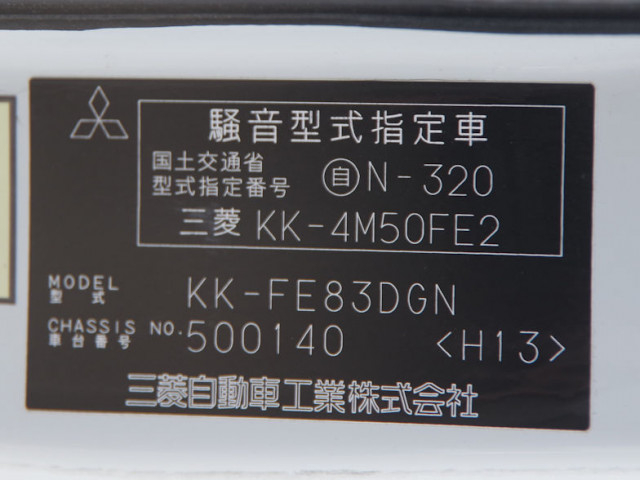 騒音型式指定車
国土交通省
型式指定番号 自N-320
三菱 KK-4M50FE2
MODEL
型式 KK-FE83DGN
CHASSIS NO.
車台番号 500140 <H13>
三菱自動車工業株式会社